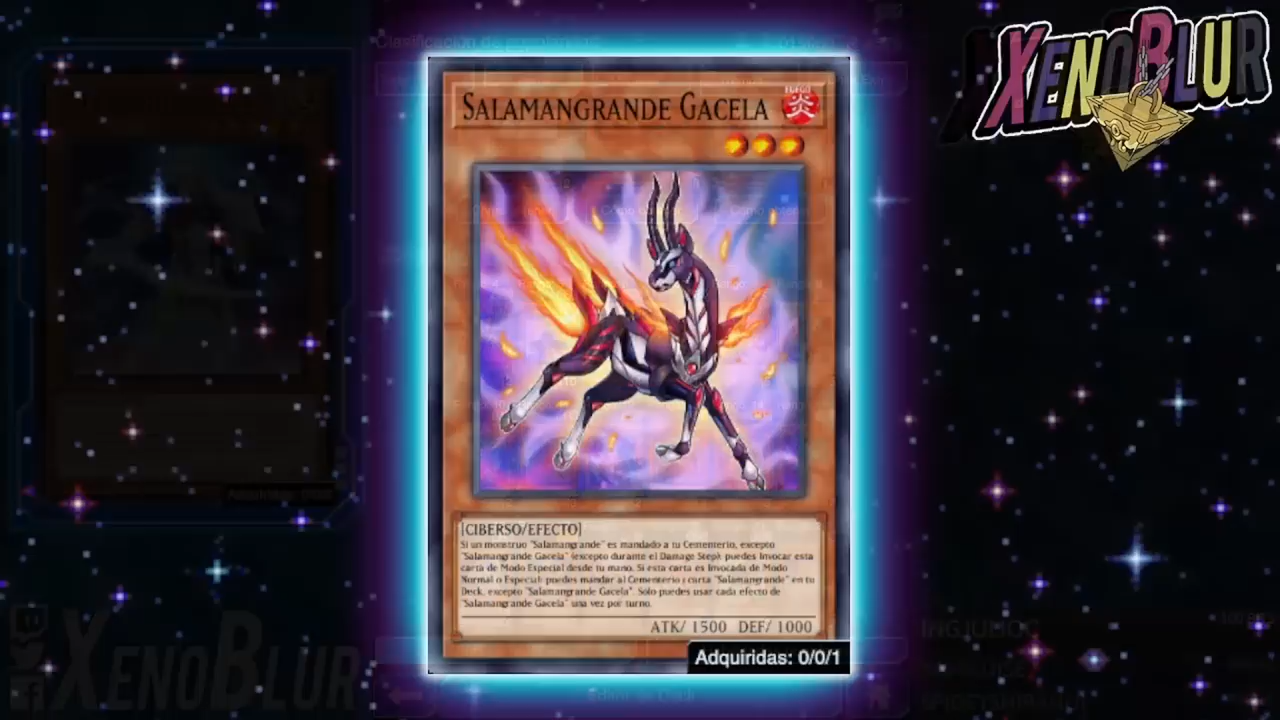 XENOBLUR
SALAMANGRANDE GACELA
FUEGO
炎
[CIBERSO/EFECTO]
Si un monstruo "Salamangrande" es mandado a tu Cementerio, excepto
"Salamangrande Gacela" (excepto durante el Damage Step): puedes Invocar esta
carta de Modo Especial desde tu mano. Si esta carta es Invocada de Modo
Normal o Especial: puedes mandar al Cementerio 1 carta "Salamangrande" en tu
Deck, excepto "Salamangrande Gacela". Sólo puedes usar cada efecto de
"Salamangrande Gacela" una vez por turno.
ATK/ 1500 DEF/ 1000
Adquiridas: 0/0/1
XENOBLUR